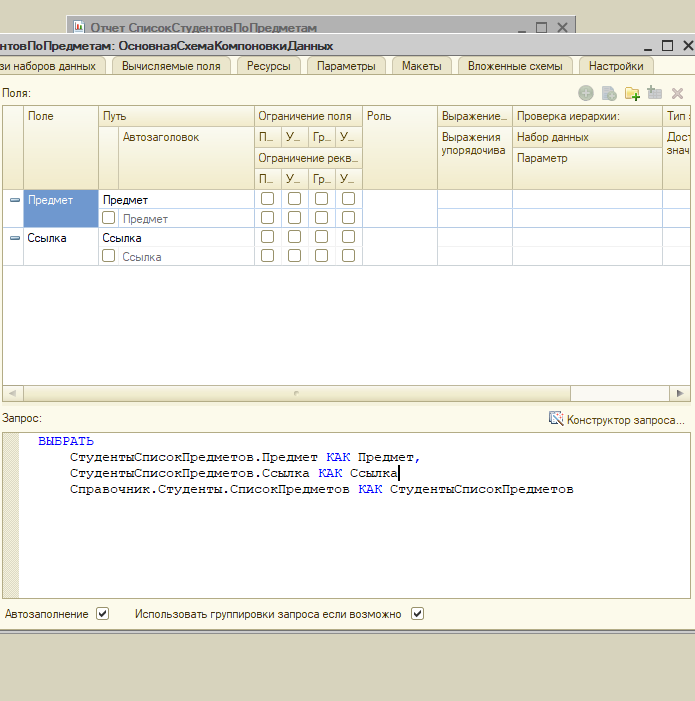 Отчет СписокСтудентовПоПредметам
нтовПоПредметам: ОсновнаяСхемаКомпоновкиДанных
зи наборов данных Вычисляемые поля Ресурсы Параметры Макеты Вложенные схемы Настройки
Поля:
Поле Путь Ограничение поля Роль Выражение... Проверка иерархии: Тип з
Автозаголовок П... У... Гр... У... Выражения упорядочива Набор данных Дост знач
Ограничение рекв... Параметр
П... У... Гр... У...
Предмет Предмет
Предмет
Ссылка Ссылка
Ссылка
Запрос: Конструктор запроса...
ВЫБРАТЬ
СтудентыСписокПредметов.Предмет КАК Предмет,
СтудентыСписокПредметов.Ссылка КАК Ссылка
Справочник.Студенты.СписокПредметов КАК СтудентыСписокПредметов
Автозаполнение Использовать группировки запроса если возможно